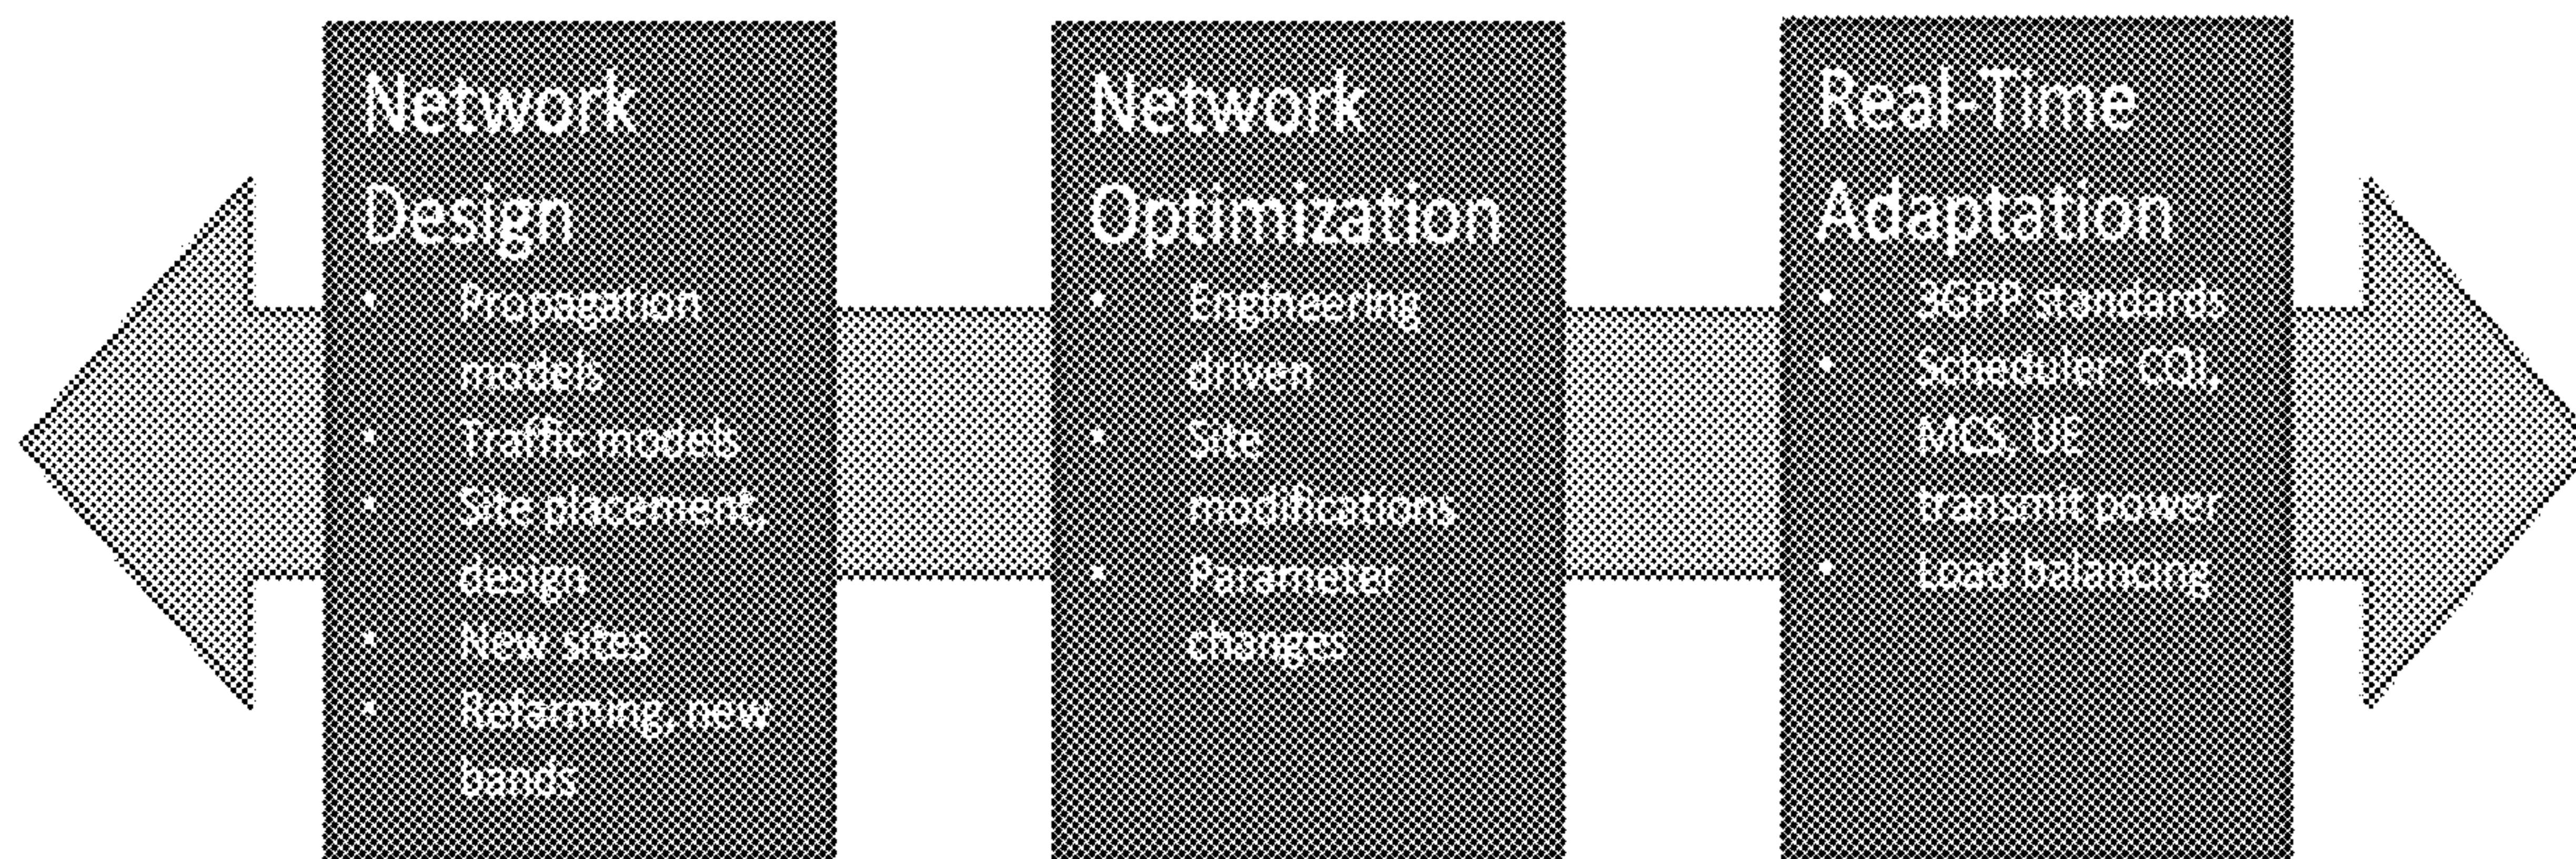 Network
Design
• Propagation
models
• Traffic models
• Site placement,
design
• New sites
• Refarming, new
bands
Network
Optimization
• Engineering
driven
• Site
modifications
• Parameter
changes
Real-Time
Adaptation
• 3GPP standards
• Scheduler: CQI,
MCS, UE
transmit power
• Load balancing